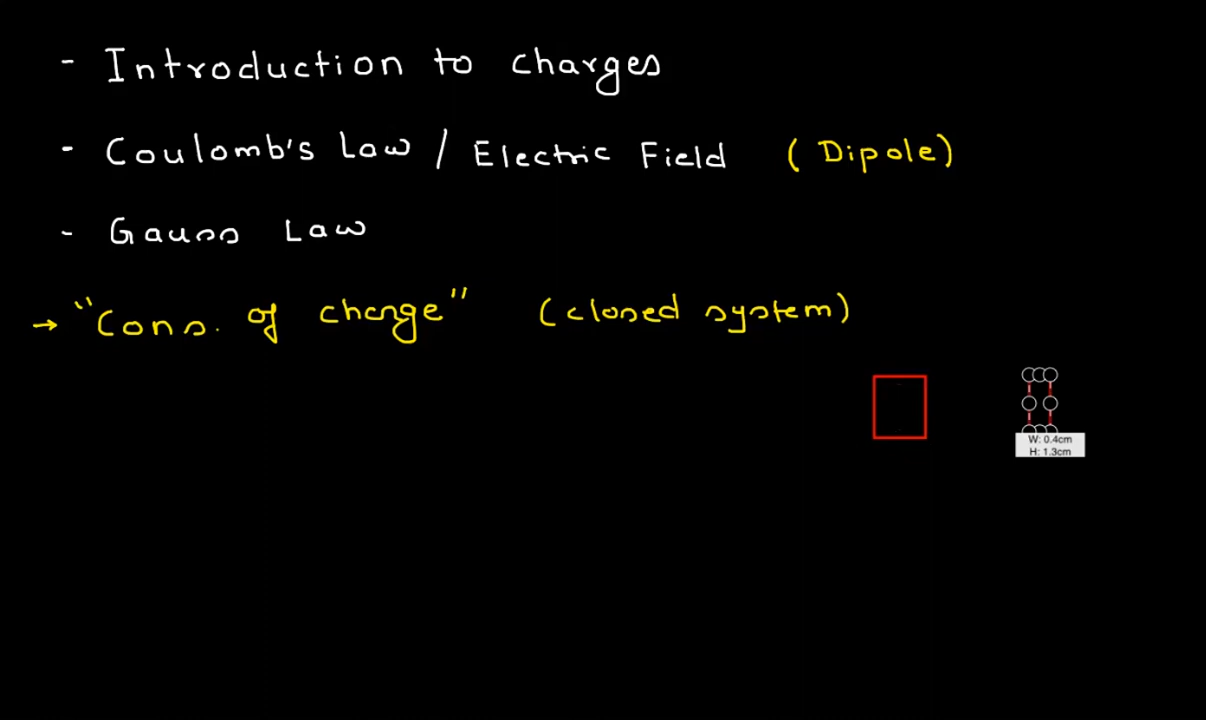 - Introduction to charges
- Coulomb's Law / Electric Field (Dipole)
- Gauss Law
→ "Cons. of charge" (closed system)
W: 0.4cm
H: 1.3cm